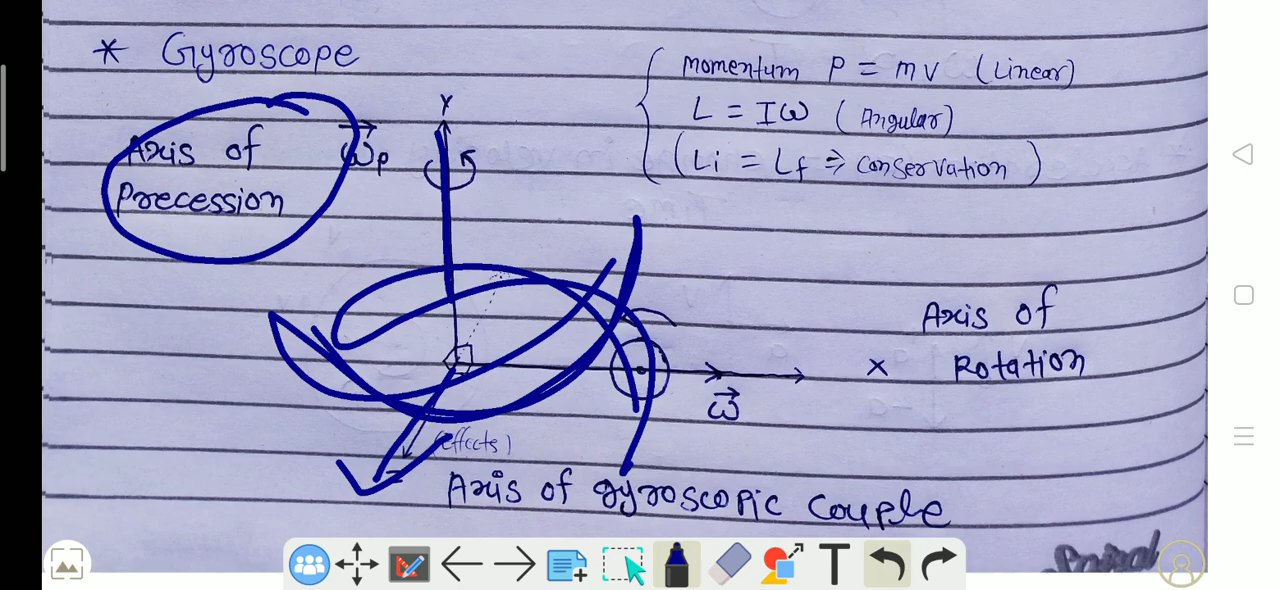 * Gyroscope
momentum P = mv (Linear)
L = Iω (Angular)
(Li = Lf ⇒ conservation)
Axis of
Precession
ω⃗p
Y
Axis of
x Rotation
ω⃗
(effects)
Axis of gyroscopic couple
T